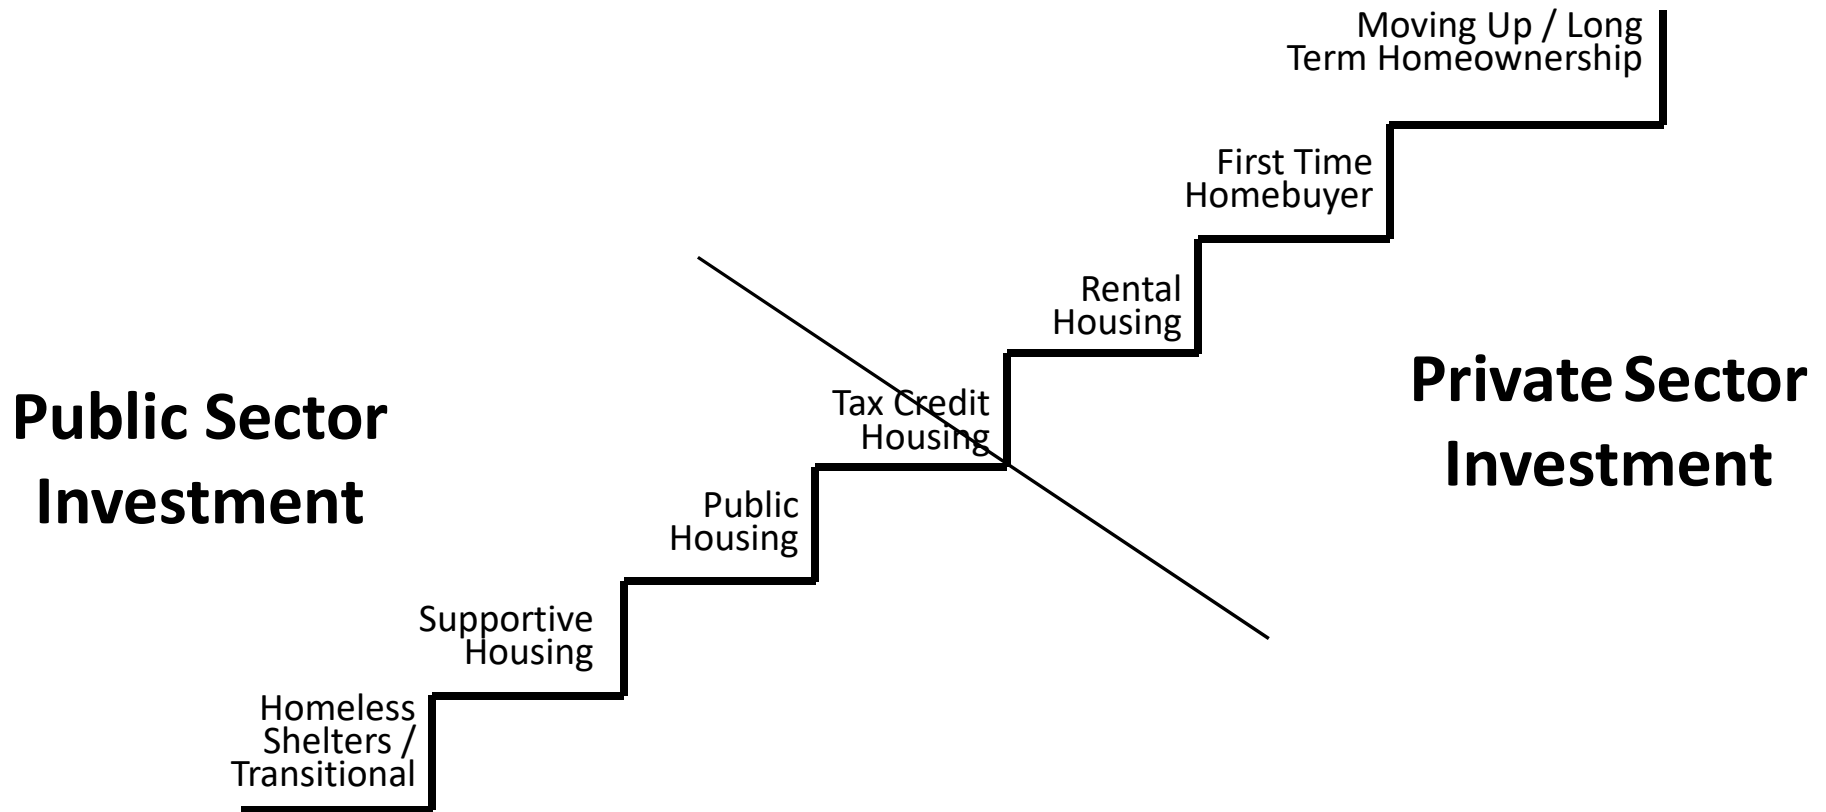 Moving Up / Long
Term Homeownership
First Time
Homebuyer
Rental
Housing
Private Sector
Investment
Tax Credit
Housing
Public Sector
Investment
Public
Housing
Supportive
Housing
Homeless
Shelters /
Transitional